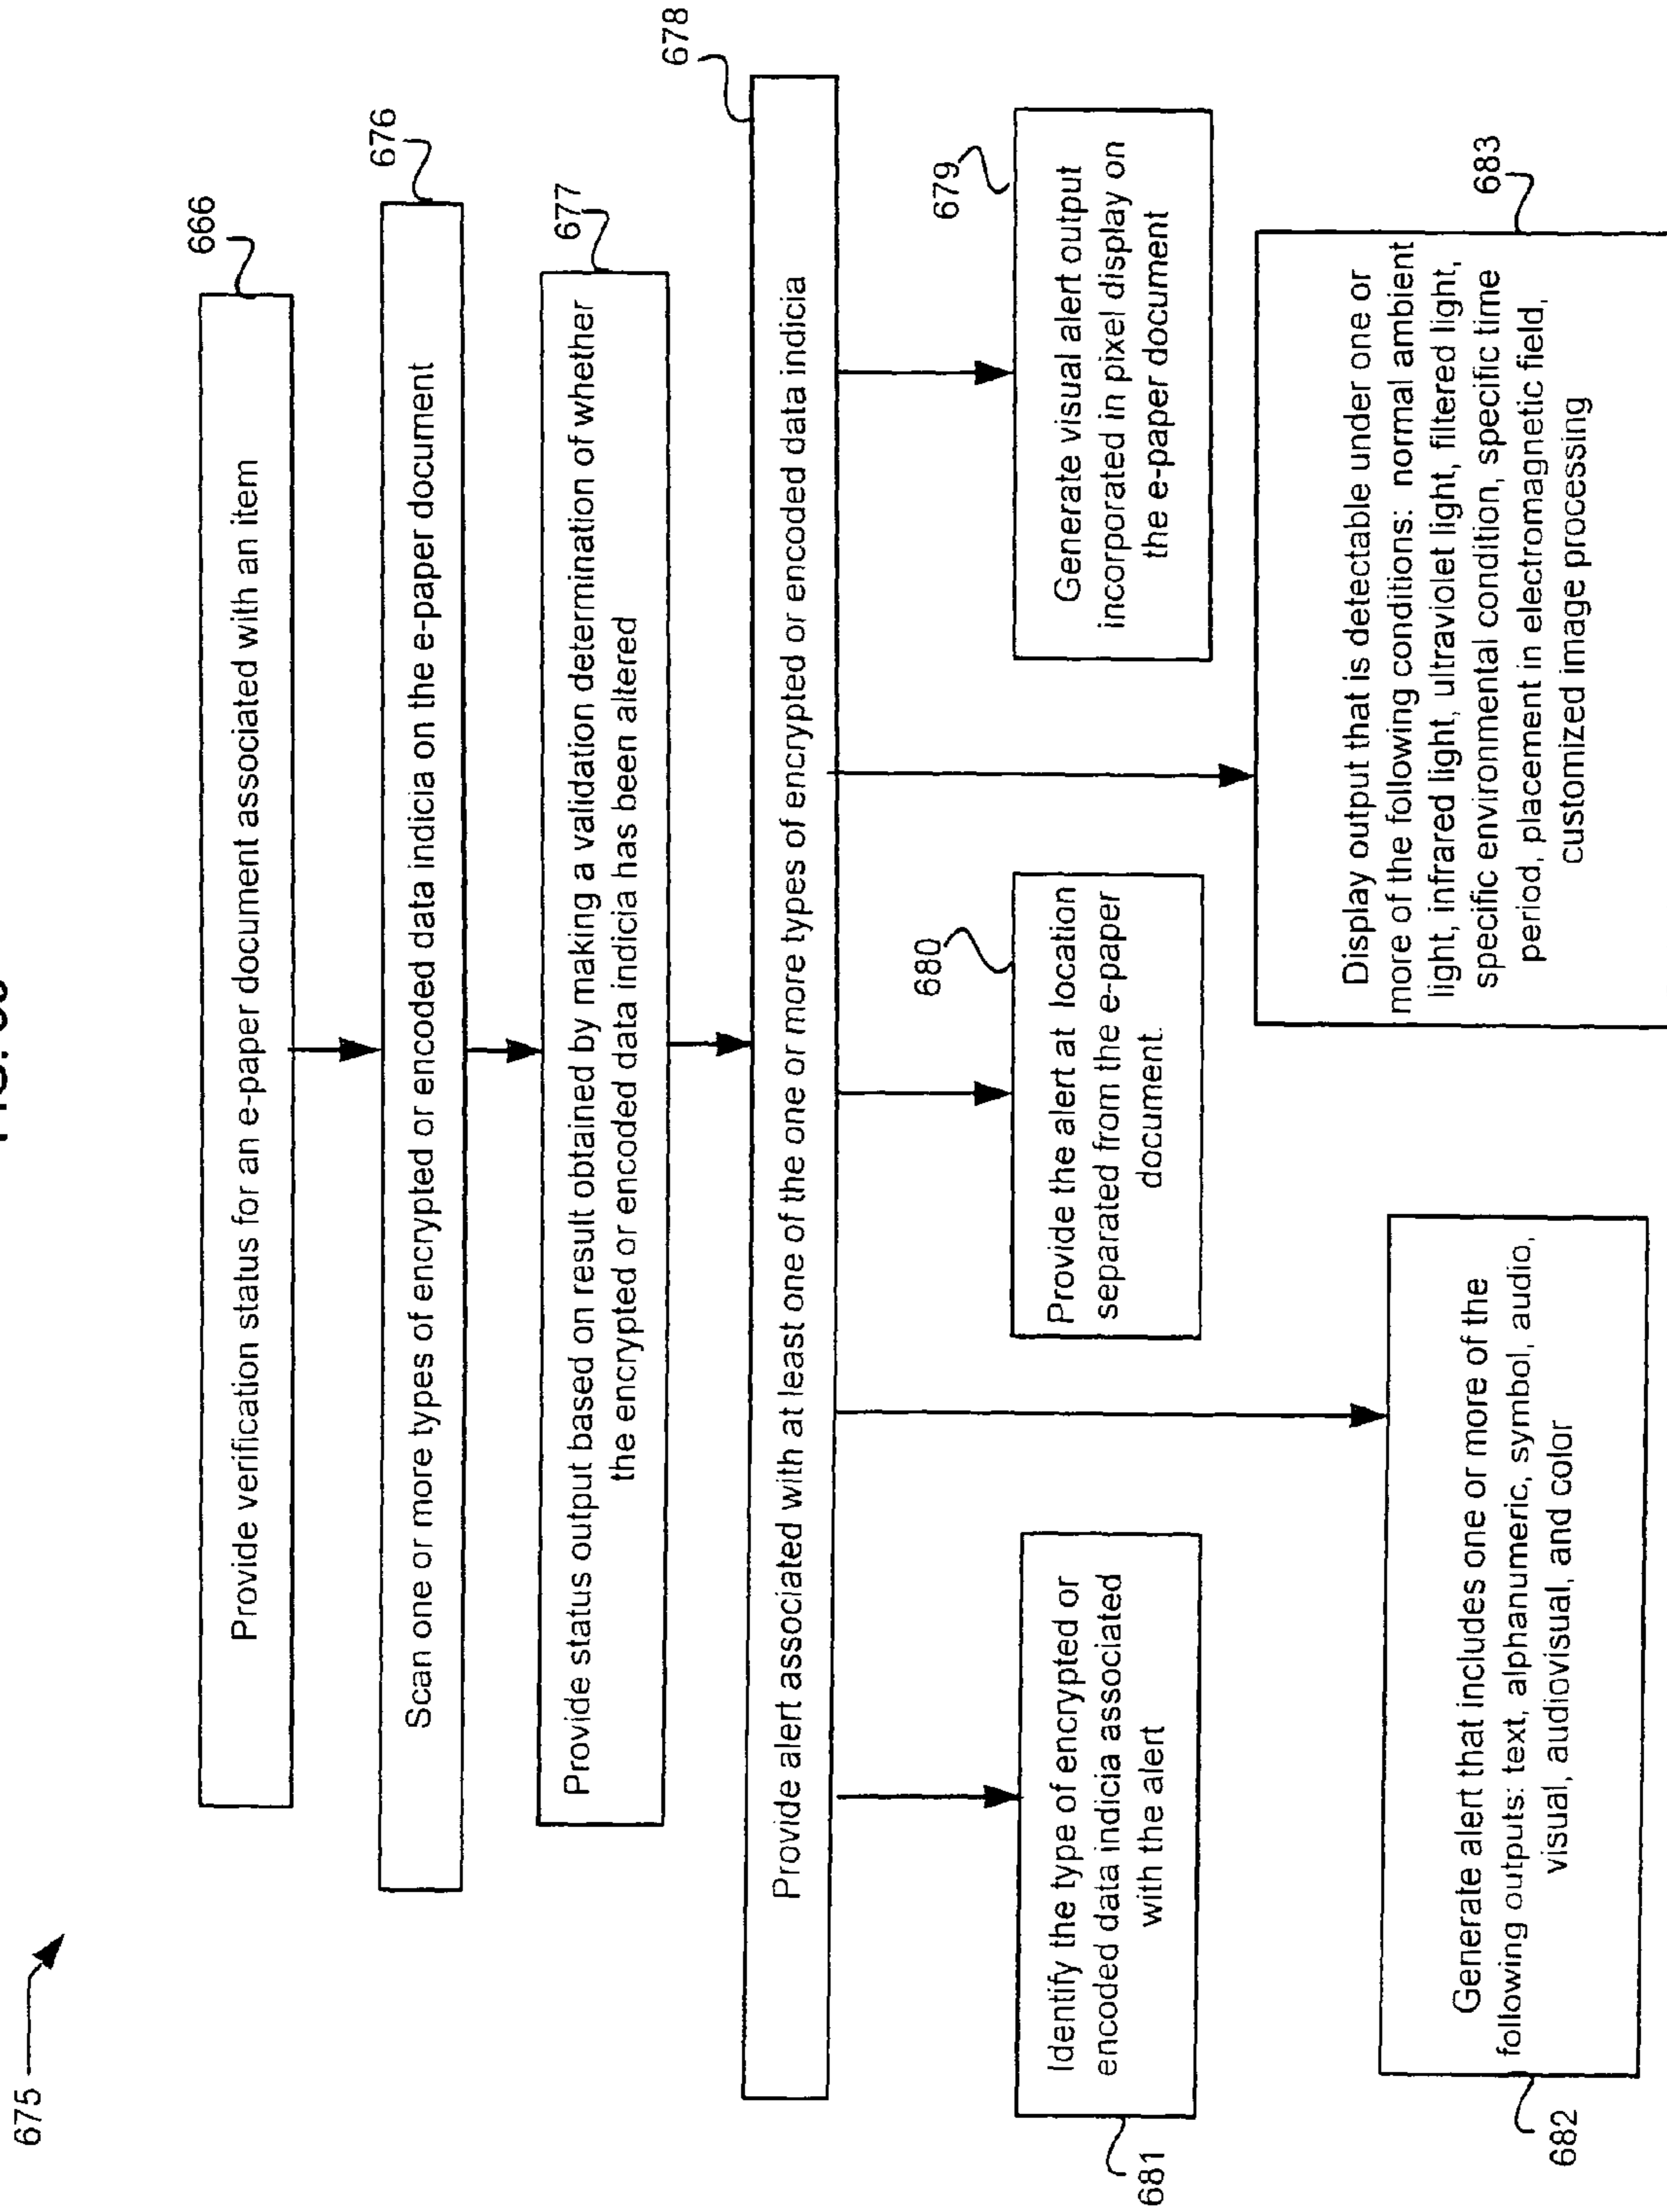 675
666
Provide verification status for an e-paper document associated with an item
676
Scan one or more types of encrypted or encoded data indicia on the e-paper document
677
Provide status output based on result obtained by making a validation determination of whether
the encrypted or encoded data indicia has been altered
678
Provide alert associated with at least one of the one or more types of encrypted or encoded data indicia
681
Identify the type of encrypted or
encoded data indicia associated
with the alert
680
Provide the alert at location
separated from the e-paper
document.
679
Generate visual alert output
incorporated in pixel display on
the e-paper document
682
Generate alert that includes one or more of the
following outputs: text, alphanumeric, symbol, audio,
visual, audiovisual, and color
683
Display output that is detectable under one or
more of the following conditions: normal ambient
light, infrared light, ultraviolet light, filtered light,
specific environmental condition, specific time
period, placement in electromagnetic field,
customized image processing